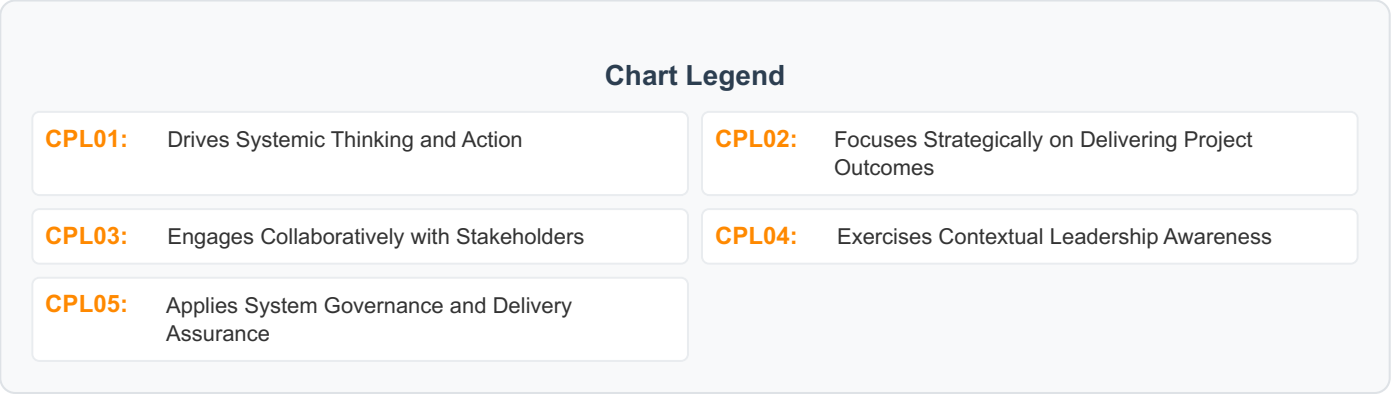 Chart Legend
CPL01: Drives Systemic Thinking and Action
CPL02: Focuses Strategically on Delivering Project
Outcomes
CPL03: Engages Collaboratively with Stakeholders
CPL04: Exercises Contextual Leadership Awareness
CPL05: Applies System Governance and Delivery
Assurance